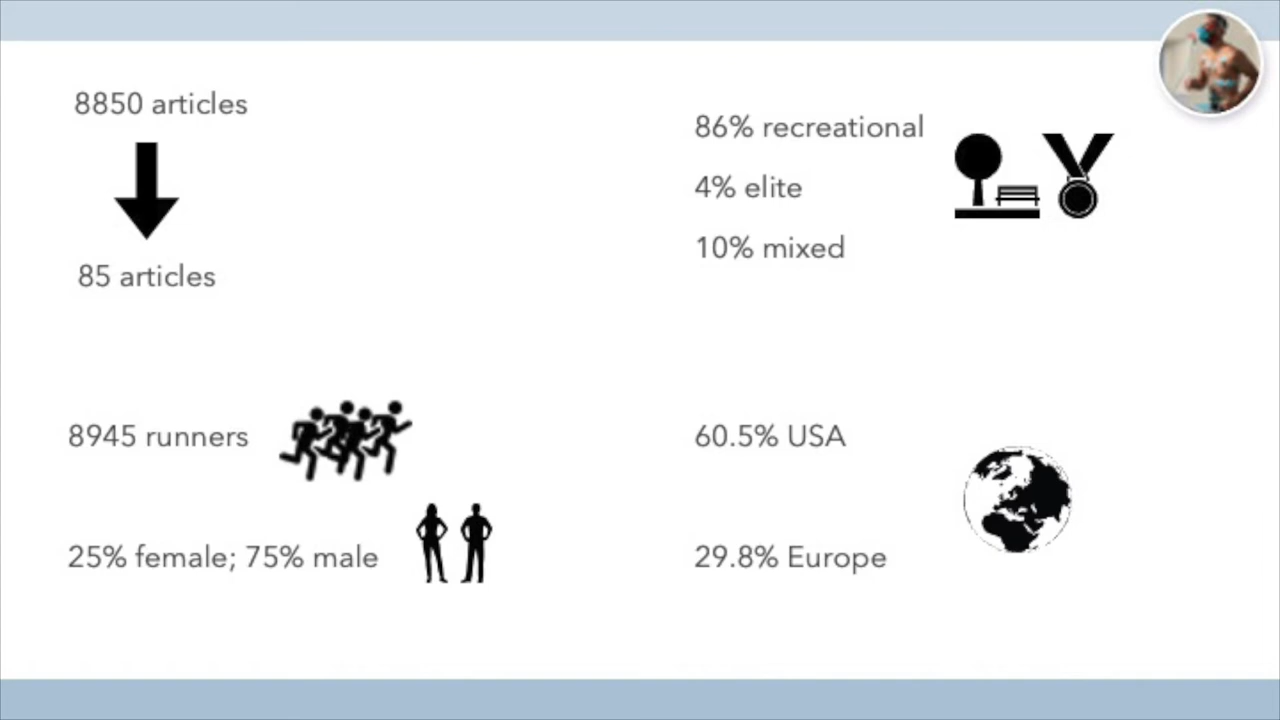 8850 articles
85 articles
86% recreational
4% elite
10% mixed
8945 runners
25% female; 75% male
60.5% USA
29.8% Europe